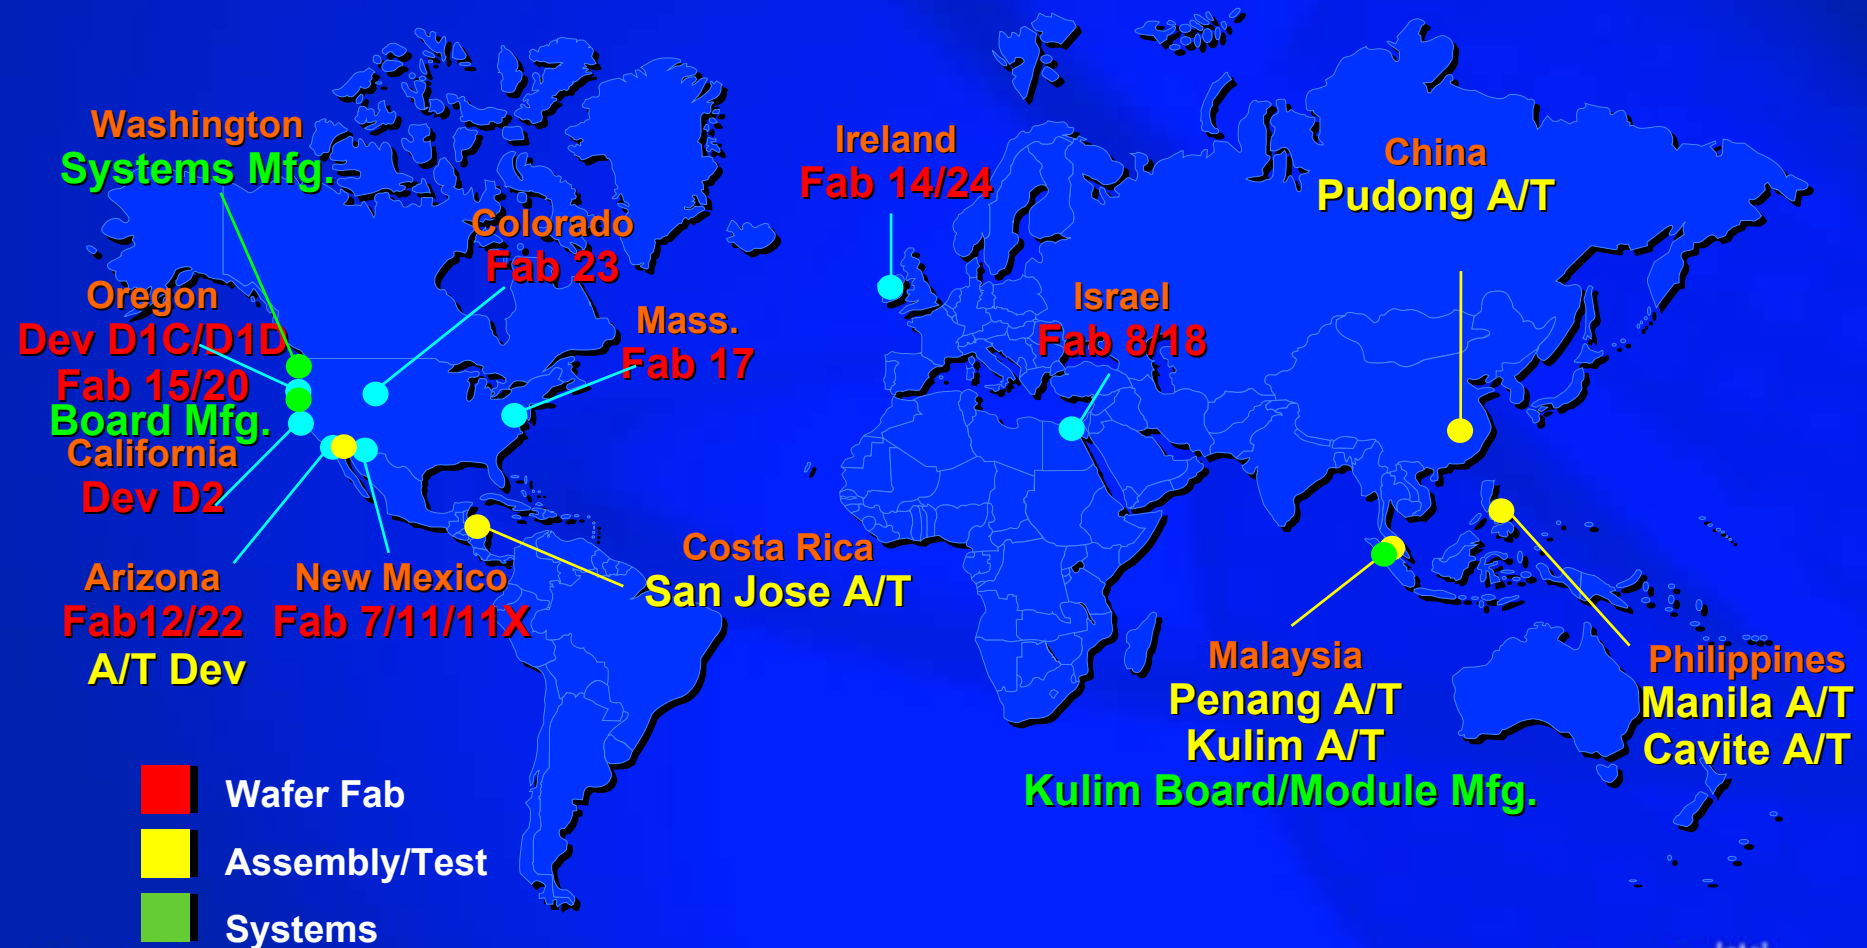 Washington
Systems Mfg.
Colorado
Fab 23
Oregon
Dev D1C/D1D
Fab 15/20
Board Mfg.
Mass.
Fab 17
California
Dev D2
Arizona
Fab12/22
A/T Dev
New Mexico
Fab 7/11/11X
Costa Rica
San Jose A/T
Ireland
Fab 14/24
Israel
Fab 8/18
China
Pudong A/T
Malaysia
Penang A/T
Kulim A/T
Kulim Board/Module Mfg.
Philippines
Manila A/T
Cavite A/T
Wafer Fab
Assembly/Test
Systems